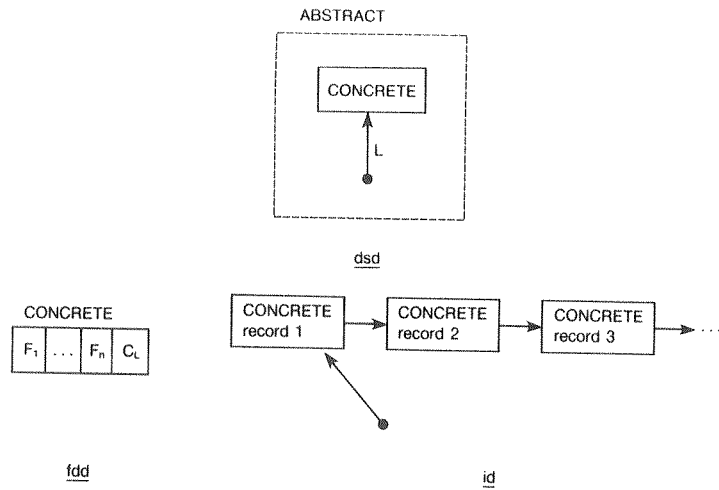 ABSTRACT
CONCRETE
L
dsd
CONCRETE
F1 ... Fn CL
fdd
CONCRETE
record 1
CONCRETE
record 2
CONCRETE
record 3
...
id